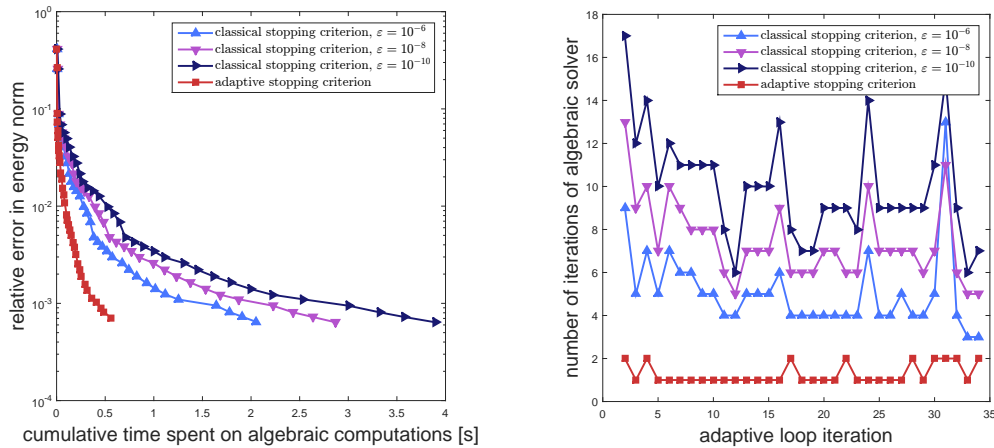 classical stopping criterion, ε = 10⁻⁶
classical stopping criterion, ε = 10⁻⁸
classical stopping criterion, ε = 10⁻¹⁰
adaptive stopping criterion
10⁰
10⁻¹
10⁻²
10⁻³
10⁻⁴
relative error in energy norm
0 0.5 1 1.5 2 2.5 3 3.5 4
cumulative time spent on algebraic computations [s]
classical stopping criterion, ε = 10⁻⁶
classical stopping criterion, ε = 10⁻⁸
classical stopping criterion, ε = 10⁻¹⁰
adaptive stopping criterion
18
16
14
12
10
8
6
4
2
0
number of iterations of algebraic solver
0 5 10 15 20 25 30 35
adaptive loop iteration